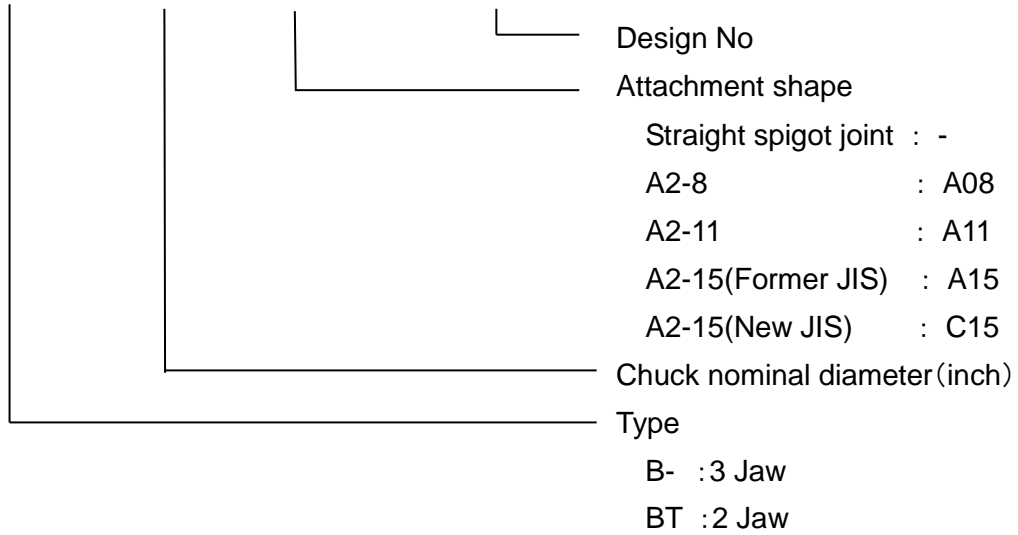 Design No
Attachment shape
Straight spigot joint : -
A2-8 : A08
A2-11 : A11
A2-15(Former JIS) : A15
A2-15(New JIS) : C15
Chuck nominal diameter（inch）
Type
B- :3 Jaw
BT :2 Jaw